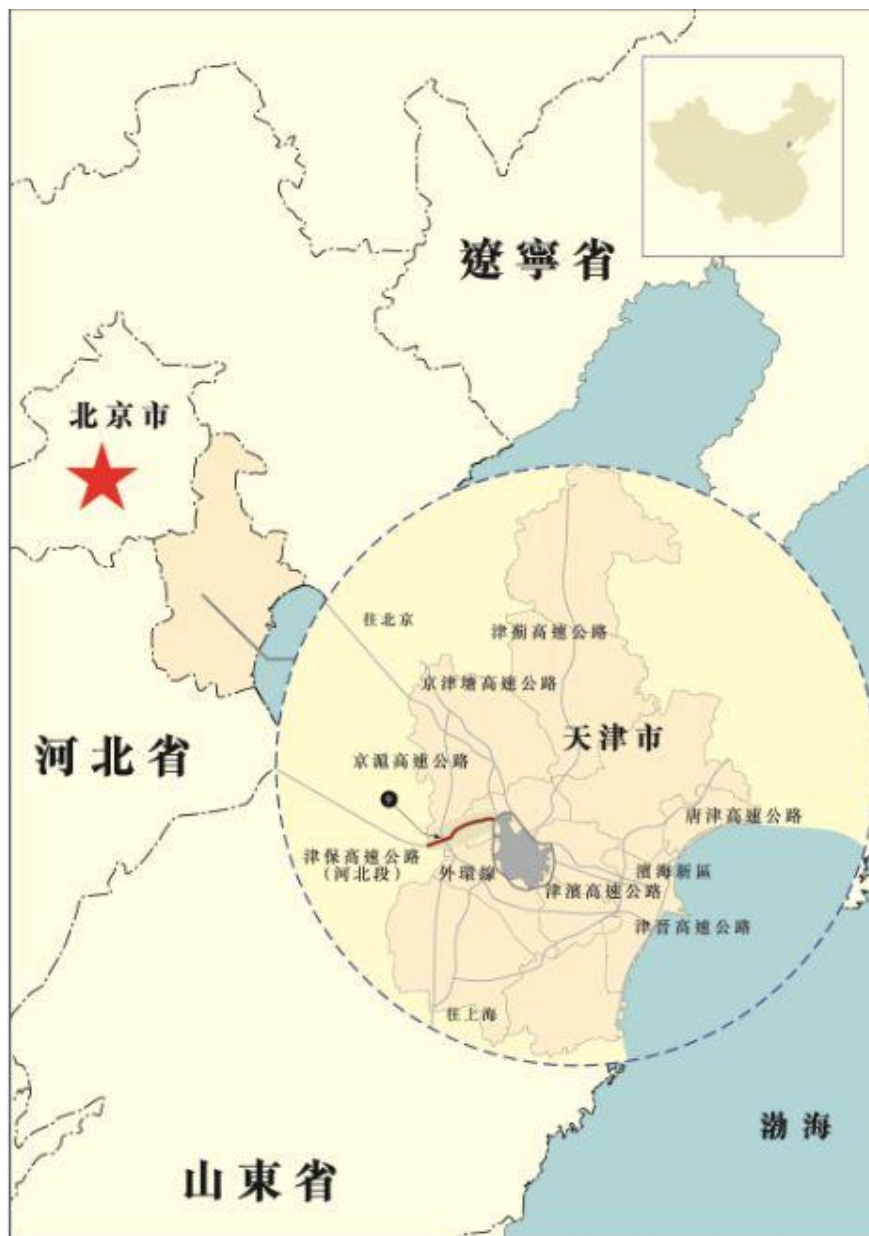 遼寧省
北京市
往北京
津薊高速公路
京津塘高速公路
天津市
河北省
京滬高速公路
9
唐津高速公路
津保高速公路
(河北段)
外環線
濱海新區
津濱高速公路
津晉高速公路
往上海
渤海
山東省